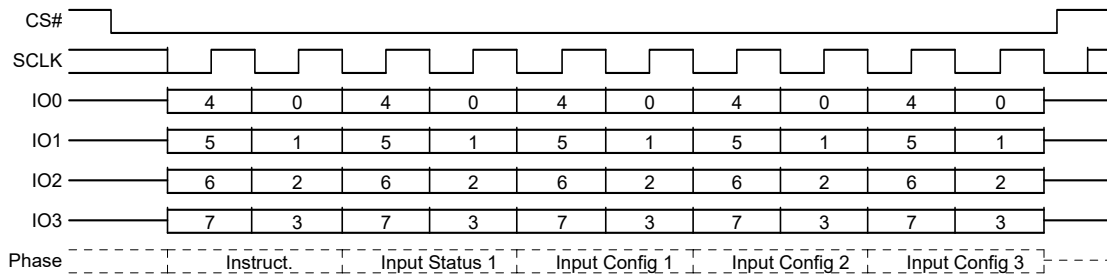 CS#
SCLK
IO0 4 0 4 0 4 0 4 0 4 0
IO1 5 1 5 1 5 1 5 1 5 1
IO2 6 2 6 2 6 2 6 2 6 2
IO3 7 3 7 3 7 3 7 3 7 3
Phase Instruct. Input Status 1 Input Config 1 Input Config 2 Input Config 3